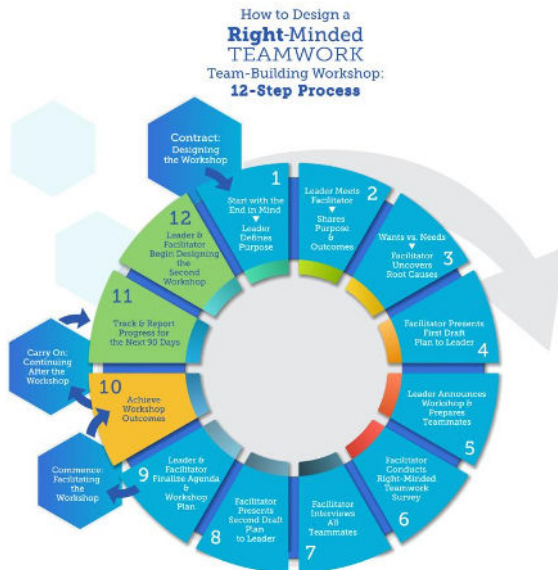 How to Design a
Right-Minded
TEAMWORK
Team-Building Workshop:
12-Step Process
Contract:
Designing
the Workshop
1
Start with the
End in Mind
Leader
Defines
Purpose
2
Leader Meets
Facilitator
Shares
Purpose
&
Outcomes
3
Wants vs. Needs
Facilitator
Uncovers
Root Causes
4
Facilitator Presents
First Draft
Plan to Leader
5
Leader Announces
Workshop &
Prepares
Teammates
6
Facilitator
Conducts
Right-Minded
Teamwork
Survey
7
Facilitator
Interviews
All
Teammates
8
Facilitator
Presents
Second Draft
Plan
to Leader
9
Leader &
Facilitator
Finalize Agenda
& Workshop
Plan
Commence:
Facilitating
the Workshop
10
Achieve
Workshop
Outcomes
Carry On:
Continuing
After the
Workshop
11
Track & Report
Progress for
the Next 90 Days
12
Leader &
Facilitator
Begin Designing
the
Second
Workshop